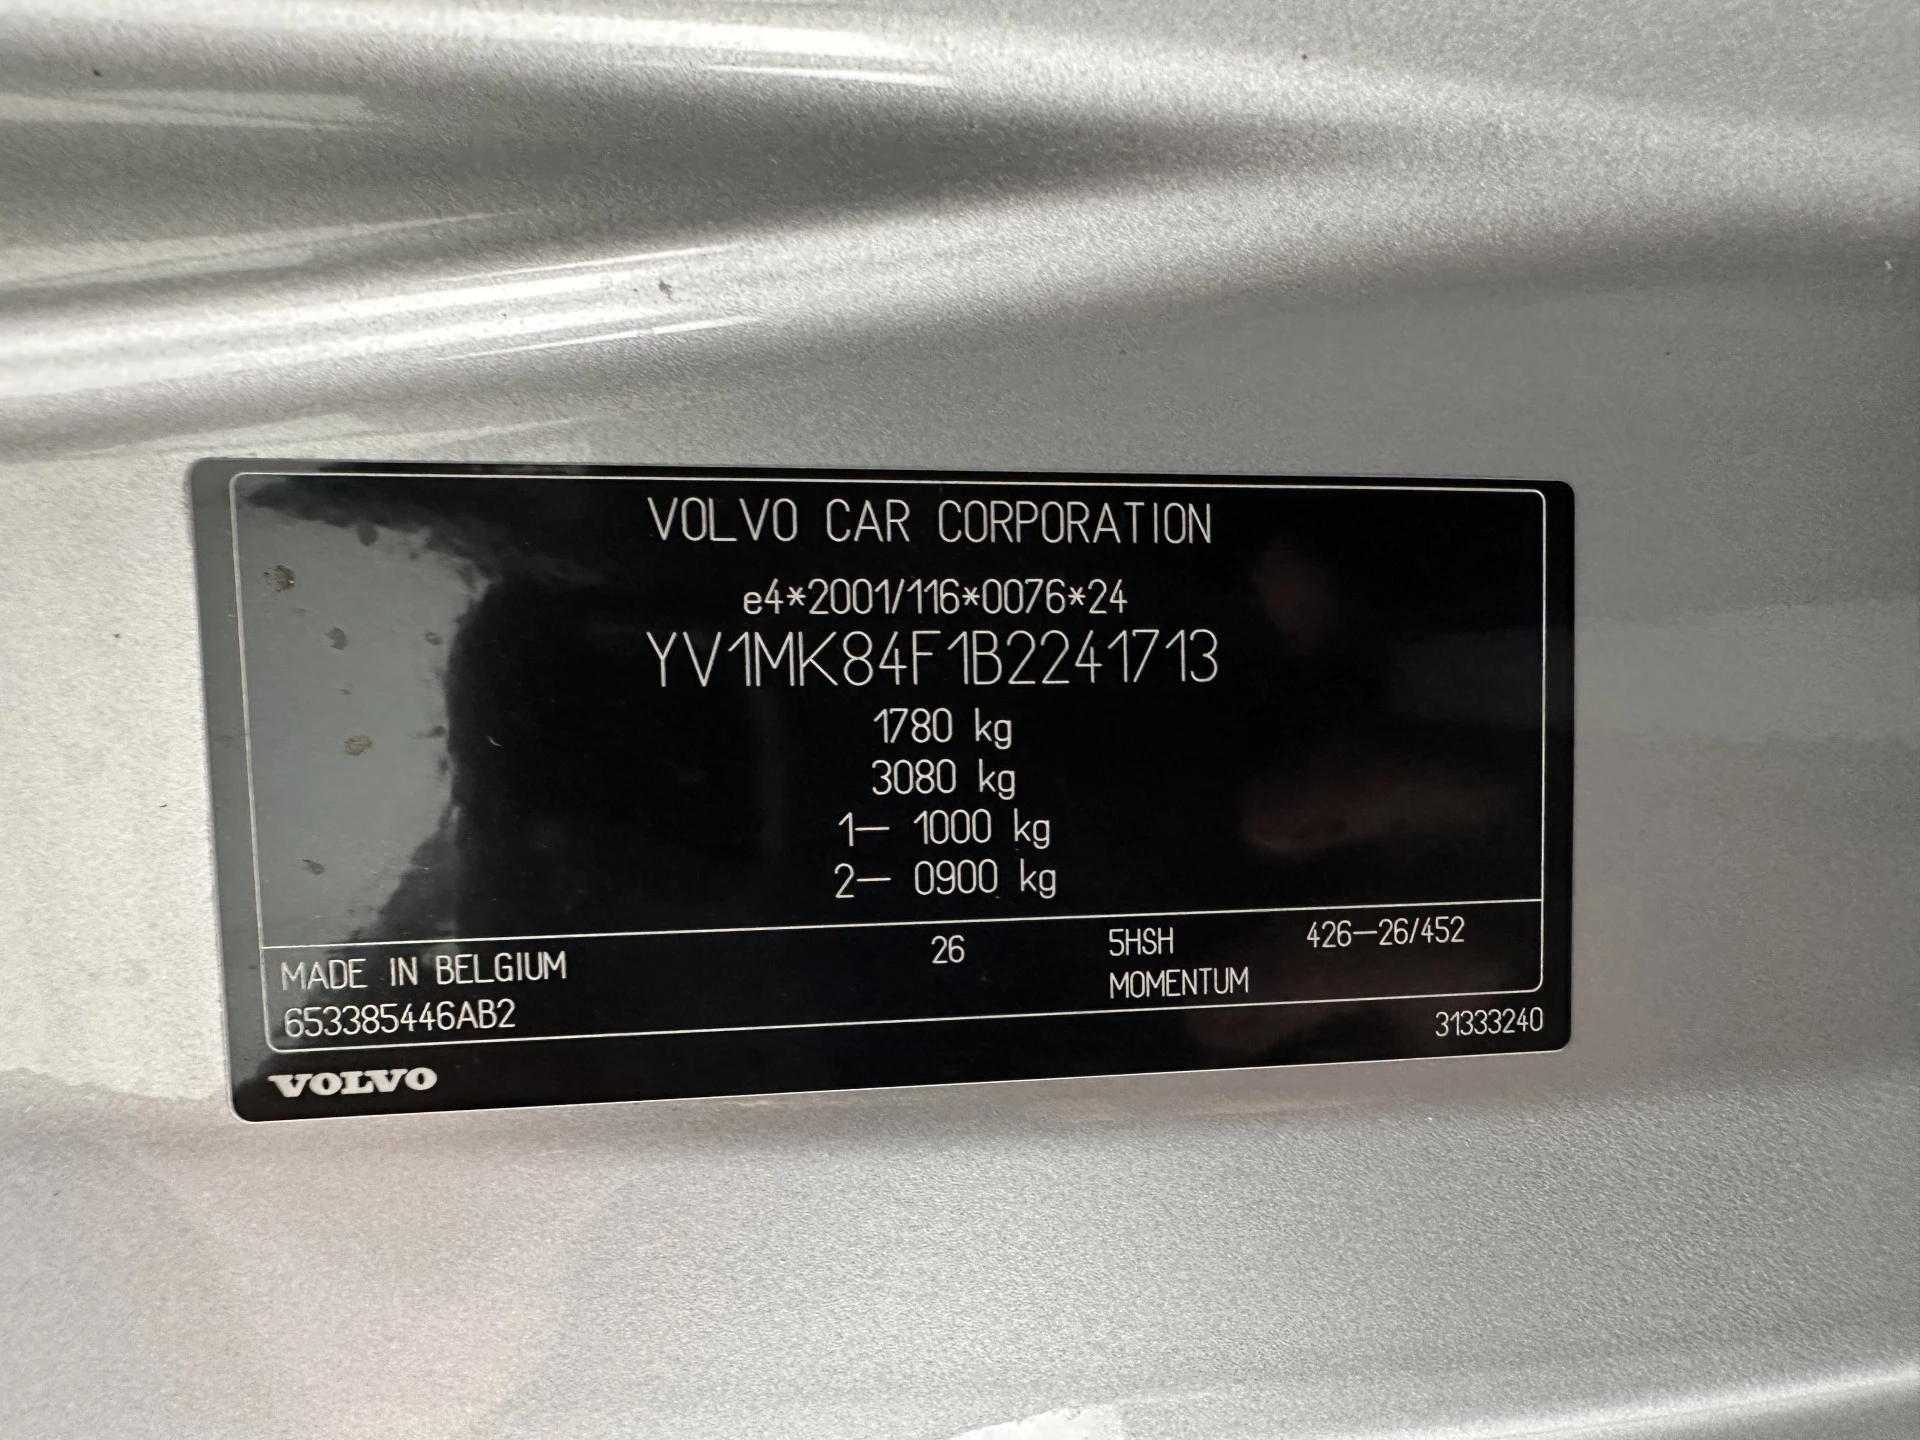 VOLVO CAR CORPORATION
e4*2001/116*0076*24
YV1MK84F1B2241713
1780 kg
3080 kg
1— 1000 kg
2— 0900 kg
MADE IN BELGIUM 26 5HSH 426—26/452
MOMENTUM
653385446AB2 31333240
VOLVO